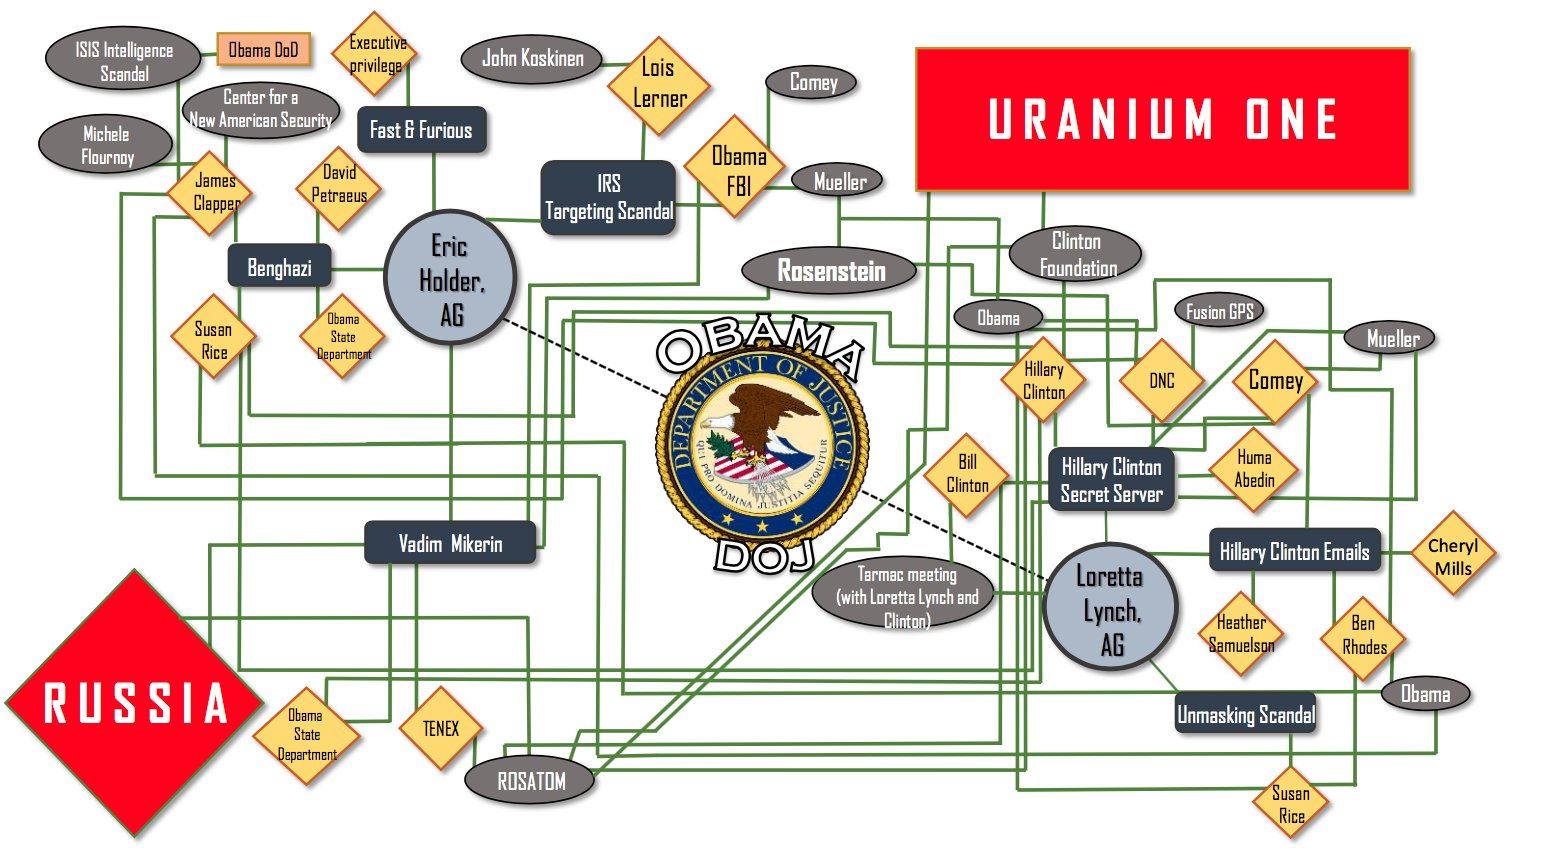 ISIS Intelligence
Scandal
Obama DoD
Executive
privilege
John Koskinen
Lois
Lerner
Comey
URANIUM ONE
Center for a
New American Security
Michele
Flournoy
Fast & Furious
James
Clapper
David
Petraeus
IRS
Targeting Scandal
Obama
FBI
Mueller
Eric
Holder,
AG
Benghazi
Rosenstein
Clinton
Foundation
Susan
Rice
Obama
State
Department
Obama
Fusion GPS
Mueller
OBAMA
DEPARTMENT OF JUSTICE
QUI PRO DOMINA JUSTITIA SEQUITUR
DOJ
Hillary
Clinton
DNC
Comey
Bill
Clinton
Hillary Clinton
Secret Server
Huma
Abedin
Vadim Mikerin
Hillary Clinton Emails
Cheryl
Mills
Tarmac meeting
(with Loretta Lynch and
Clinton)
Loretta
Lynch,
AG
Heather
Samuelson
Ben
Rhodes
RUSSIA
Obama
State
Department
TENEX
ROSATOM
Unmasking Scandal
Obama
Susan
Rice